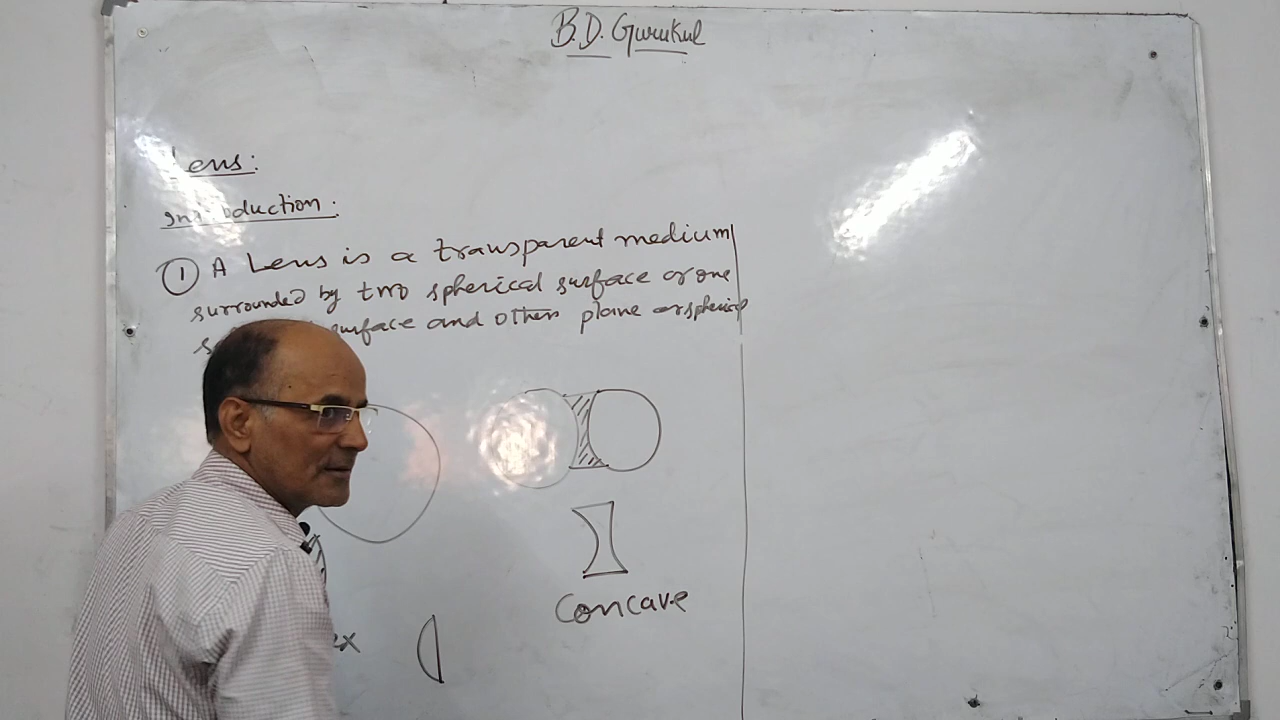 B.D. Gurukul
Lens:
Introduction:
① A Lens is a transparent medium
surrounded by two spherical surface or one
surface and other plane or spherical
Concave